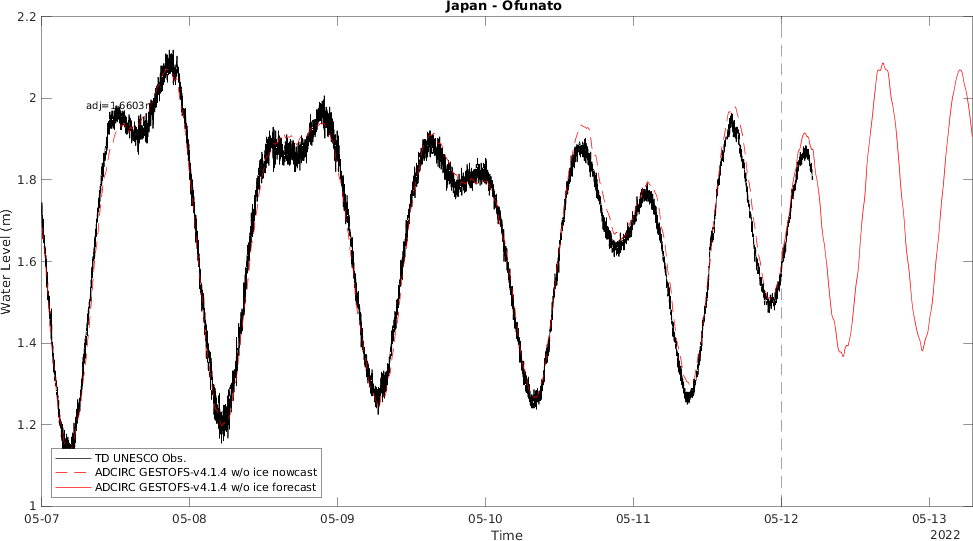 Japan - Ofunato
2.2
2
1.8
1.6
1.4
1.2
1
Water Level (m)
adj=1.6603m
TD UNESCO Obs.
ADCIRC GESTOFS-v4.1.4 w/o ice nowcast
ADCIRC GESTOFS-v4.1.4 w/o ice forecast
05-07 05-08 05-09 05-10 05-11 05-12 05-13
Time
2022